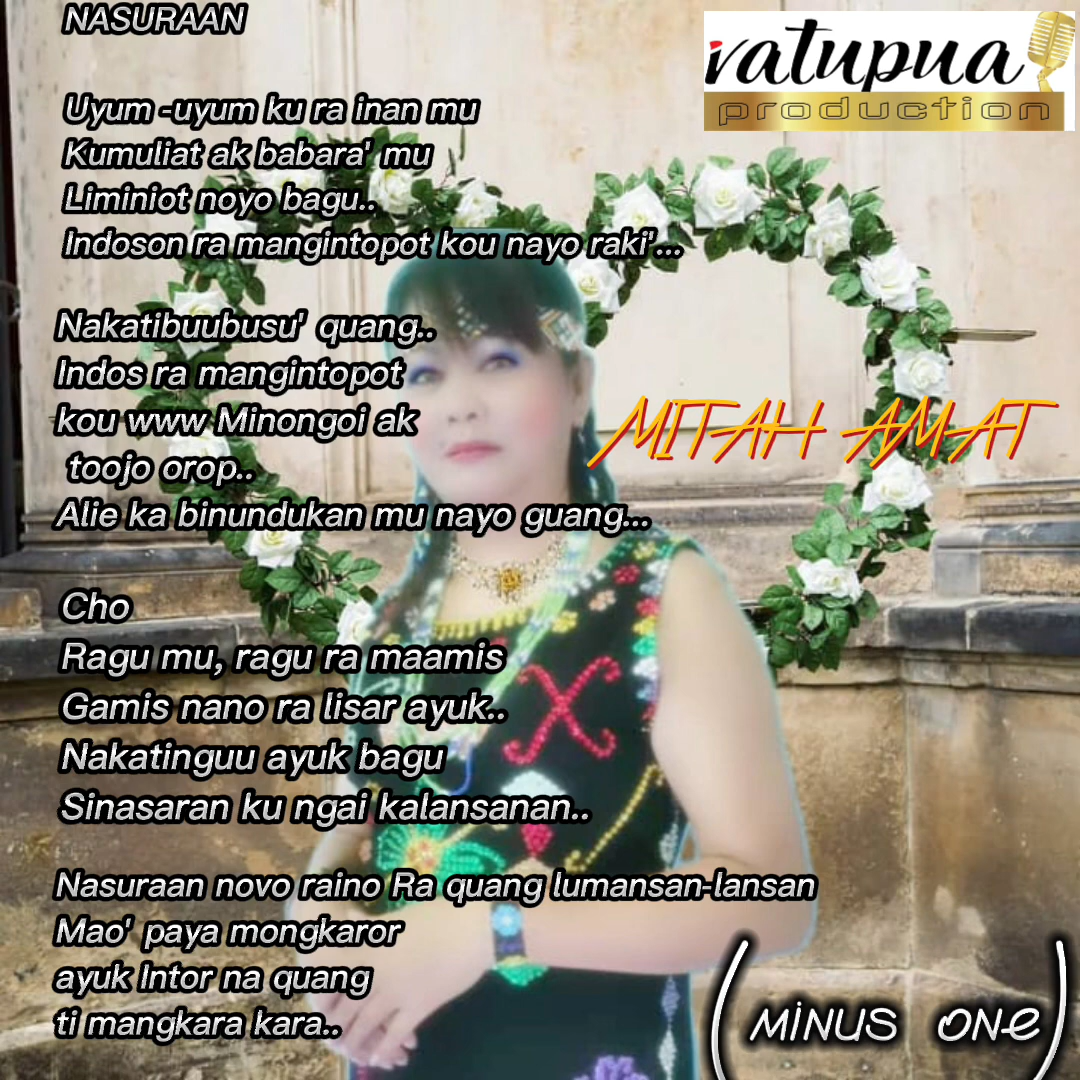 NASURAAN
ratupua
production
Uyum -uyum ku ra inan mu
Kumuliat ak babara' mu
Liminiot noyo bagu..
Indoson ra mangintopot kou nayo raki'...
Nakatibuubusu' quang..
Indos ra mangintopot
kou www Minongoi ak
toojo orop..
Alie ka binundukan mu nayo guang...
MITAH AMAT
Cho
Ragu mu, ragu ra maamis
Gamis nano ra lisar ayuk..
Nakatinguu ayuk bagu
Sinasaran ku ngai kalansanan..
Nasuraan novo raino Ra quang lumansan-lansan
Mao' paya mongkaror
ayuk Intor na quang
ti mangkara kara..
(MINUS ONE)